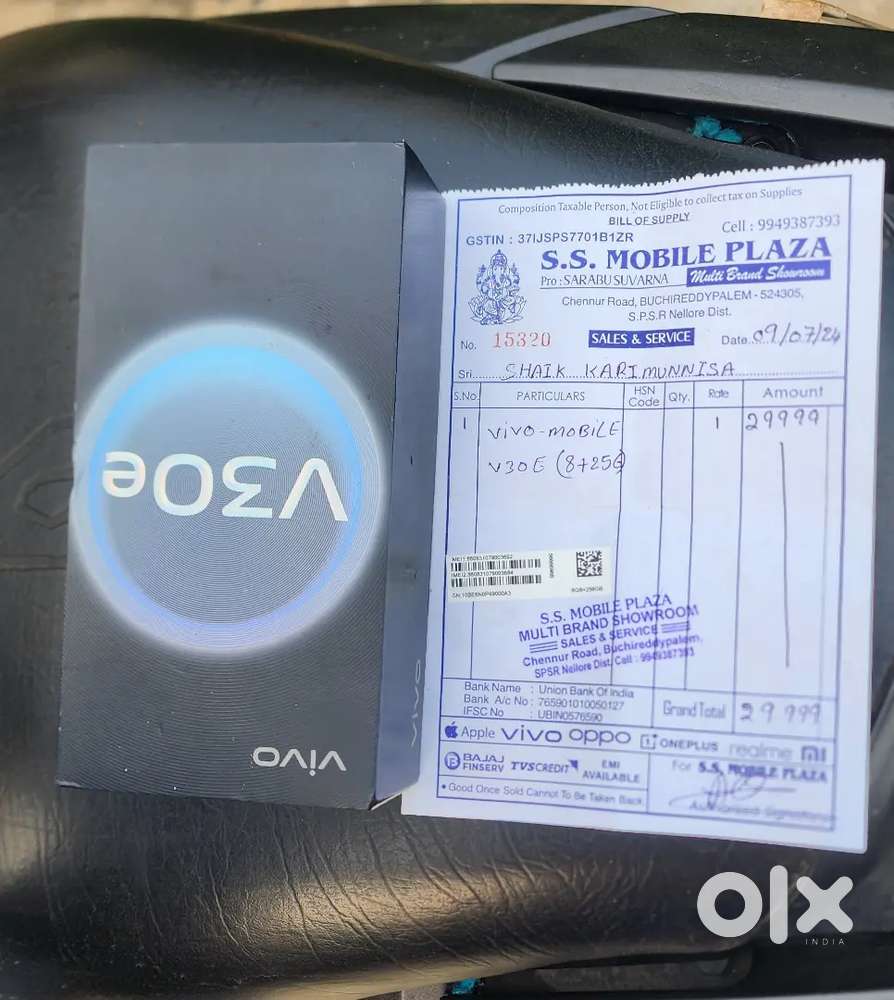 V30e
vivo
vivo
Composition Taxable Person, Not Eligible to collect tax on Supplies
BILL OF SUPPLY
Cell : 9949387393
GSTIN : 37IJSPS7701B1ZR
S.S. MOBILE PLAZA
Pro : SARABU SUVARNA Multi Brand Showroom
Chennur Road, BUCHIREDDYPALEM - 524305,
S.P.S.R Nellore Dist.
No. 15320 SALES & SERVICE Date. 09/07/24
Sri. SHAIK KARIMUNNISA
S.No. PARTICULARS HSN Code Qty. Rate Amount
1 VIVO-MOBILE 1 29999
V30E (8+256)
8GB+256GB
S.S. MOBILE PLAZA
MULTI BRAND SHOWROOM
SALES & SERVICE
Chennur Road, Buchireddypalem,
SPSR Nellore Dist. Cell : 9949387393
Bank Name : Union Bank Of India
Bank A/c No : 765901010050127
IFSC No : UBIN0576590
Grand Total 29999
Apple vivo oppo 1 ONEPLUS realme mi
BAJAJ FINSERV TVS CREDIT EMI AVAILABLE
For S.S. MOBILE PLAZA
• Good Once Sold Cannot To Be Taken Back.
Authorised Signature
olx
INDIA